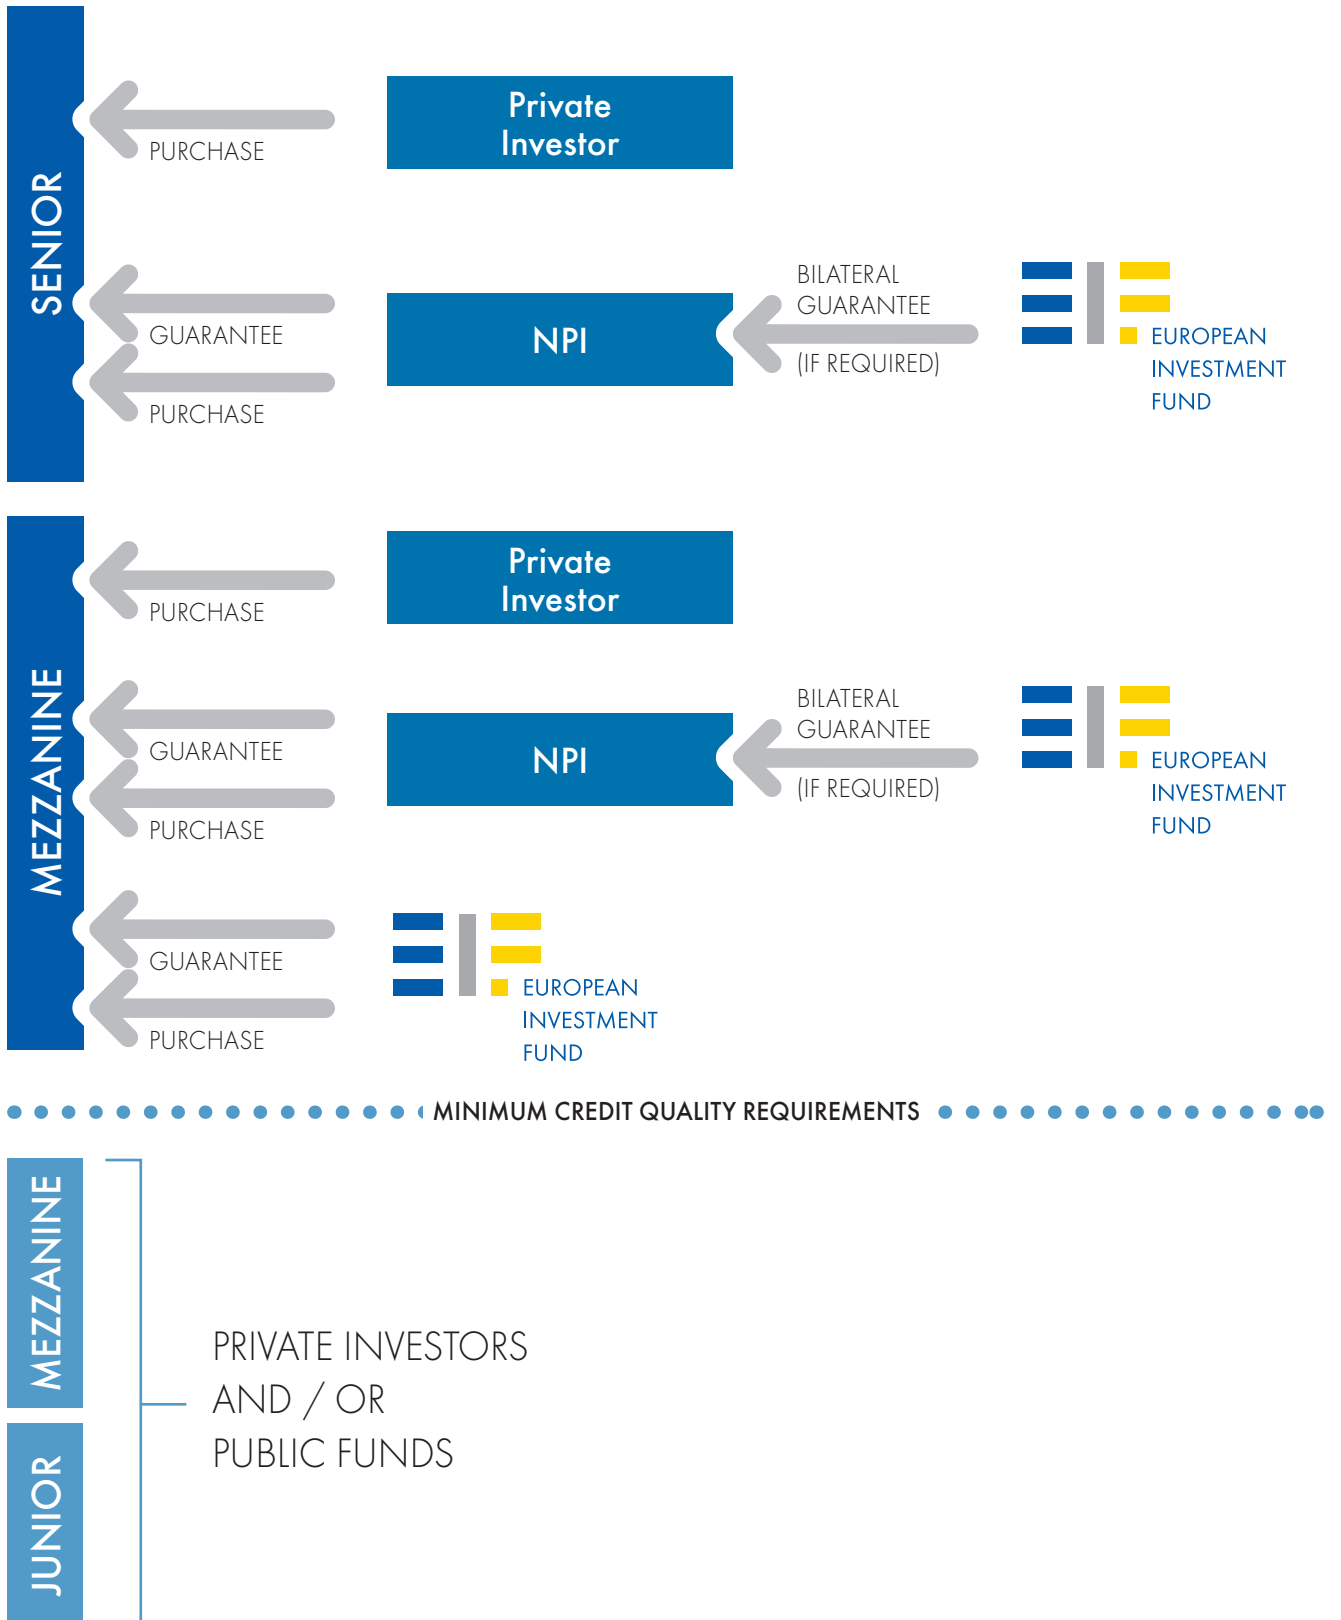 SENIOR
Private
Investor
PURCHASE
GUARANTEE
PURCHASE
NPI
BILATERAL
GUARANTEE
(IF REQUIRED)
EUROPEAN
INVESTMENT
FUND
MEZZANINE
Private
Investor
PURCHASE
GUARANTEE
PURCHASE
NPI
BILATERAL
GUARANTEE
(IF REQUIRED)
EUROPEAN
INVESTMENT
FUND
GUARANTEE
PURCHASE
EUROPEAN
INVESTMENT
FUND
MINIMUM CREDIT QUALITY REQUIREMENTS
MEZZANINE
JUNIOR
PRIVATE INVESTORS
AND / OR
PUBLIC FUNDS